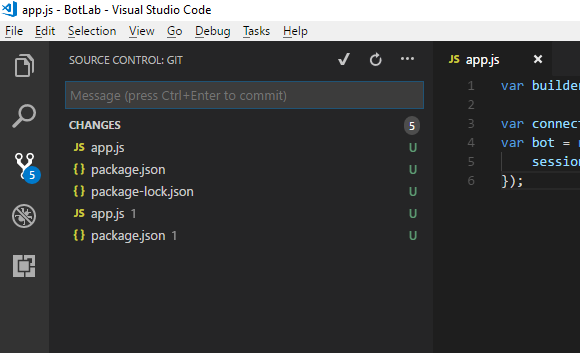 app.js - BotLab - Visual Studio Code
File Edit Selection View Go Debug Tasks Help
SOURCE CONTROL: GIT
JS app.js
Message (press Ctrl+Enter to commit)
CHANGES 5
JS app.js U
{ } package.json U
{ } package-lock.json U
JS app.js 1 U
{ } package.json 1 U
5
1 var builder
2
3 var connect
4 var bot =
5 session
6 });